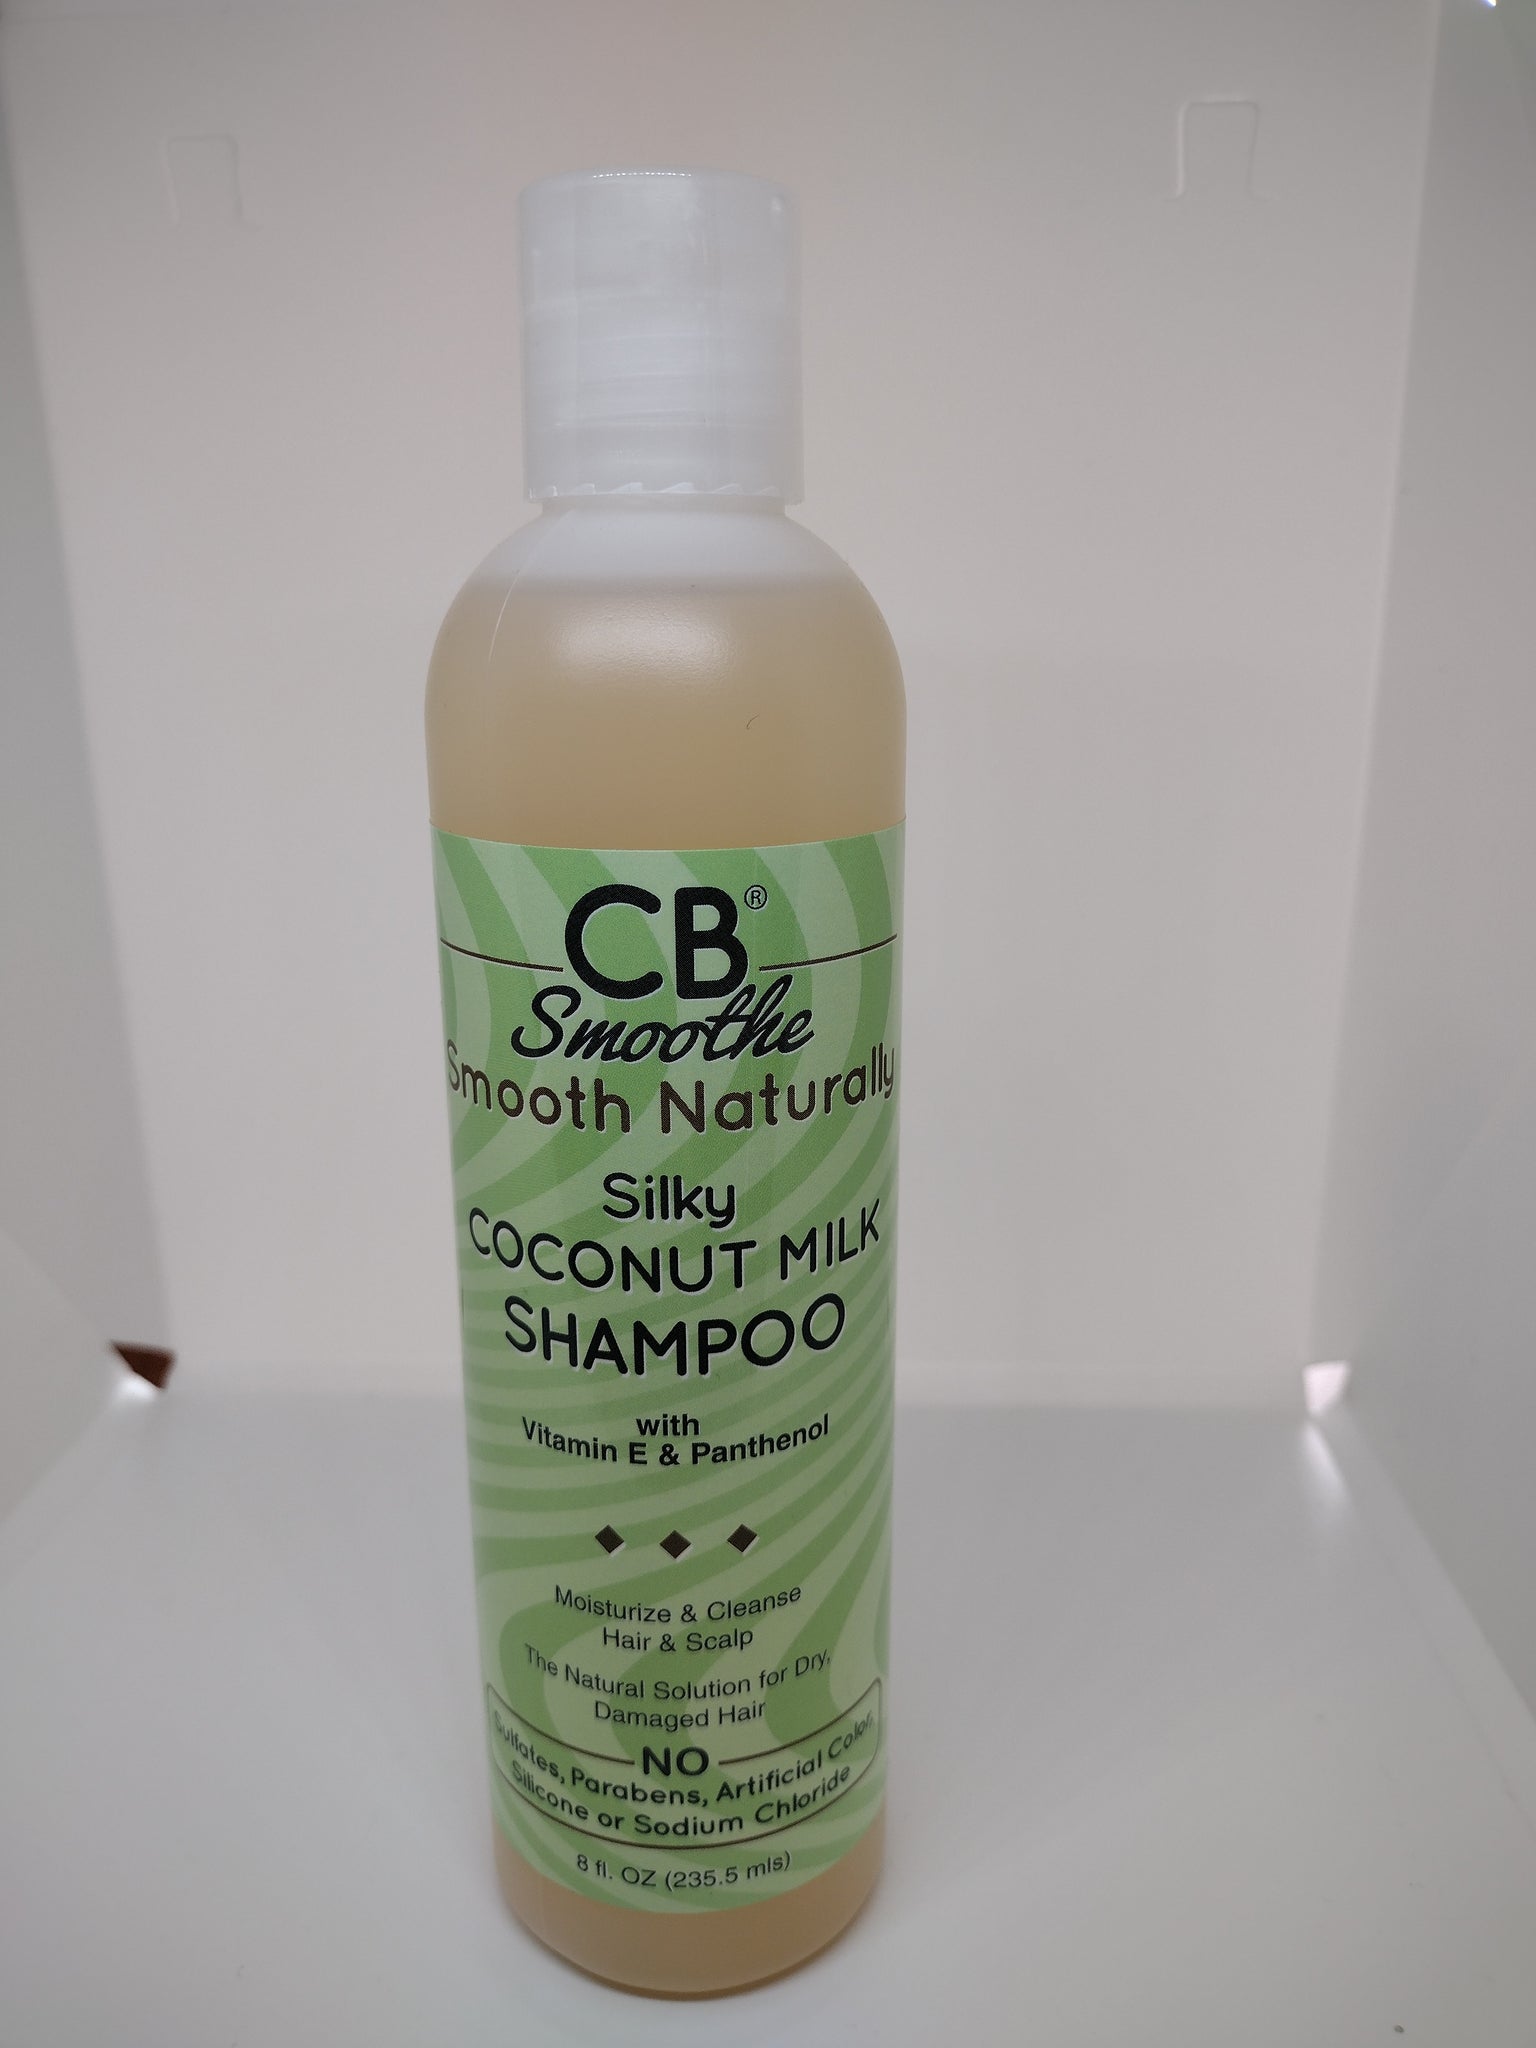 CB®
Smoothe
Smooth Naturally
Silky
COCONUT MILK
SHAMPOO
with
Vitamin E & Panthenol
Moisturize & Cleanse
Hair & Scalp
The Natural Solution for Dry,
Damaged Hair
NO
Sulfates, Parabens, Artificial Color,
Silicone or Sodium Chloride
8 fl. OZ (235.5 mls)